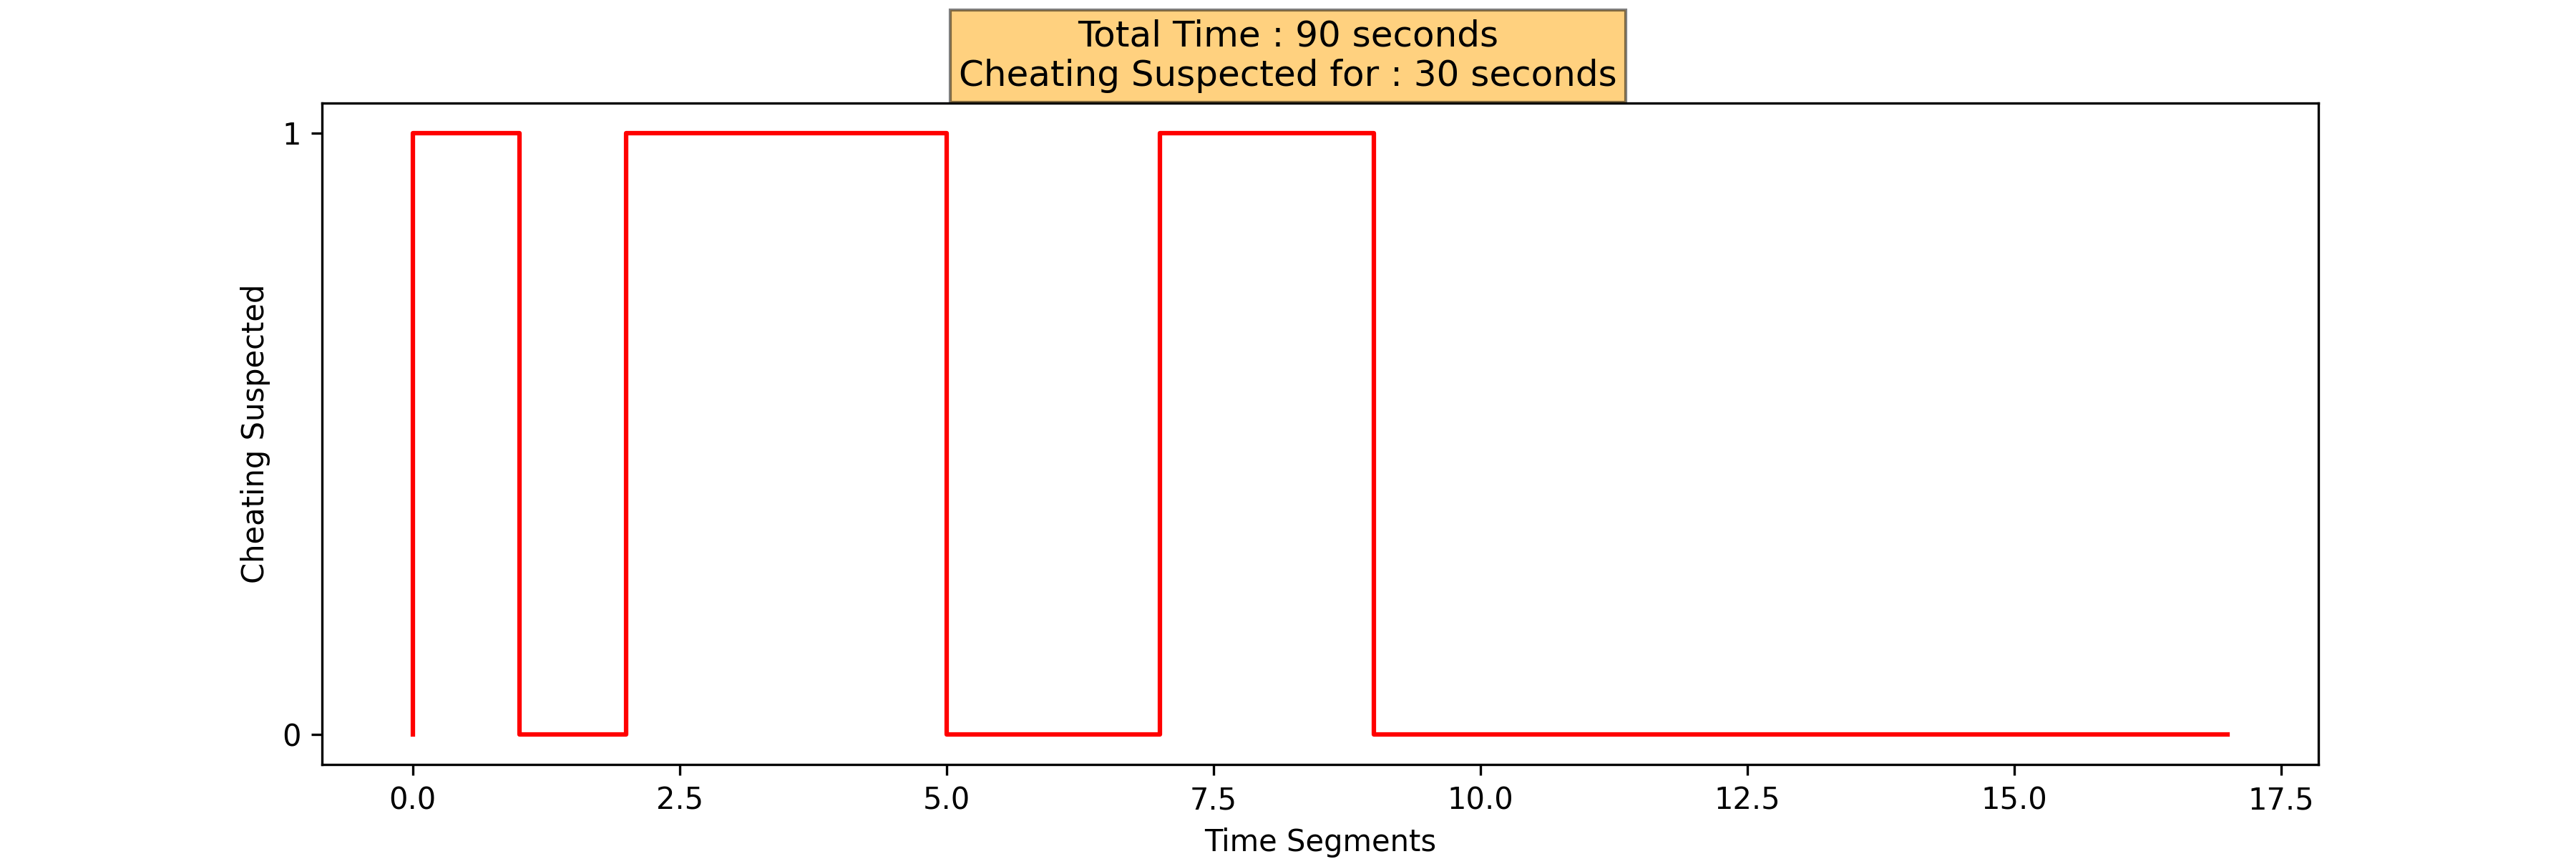 Total Time : 90 seconds
Cheating Suspected for : 30 seconds
1
Cheating Suspected
0
0.0 2.5 5.0 7.5 10.0 12.5 15.0 17.5
Time Segments